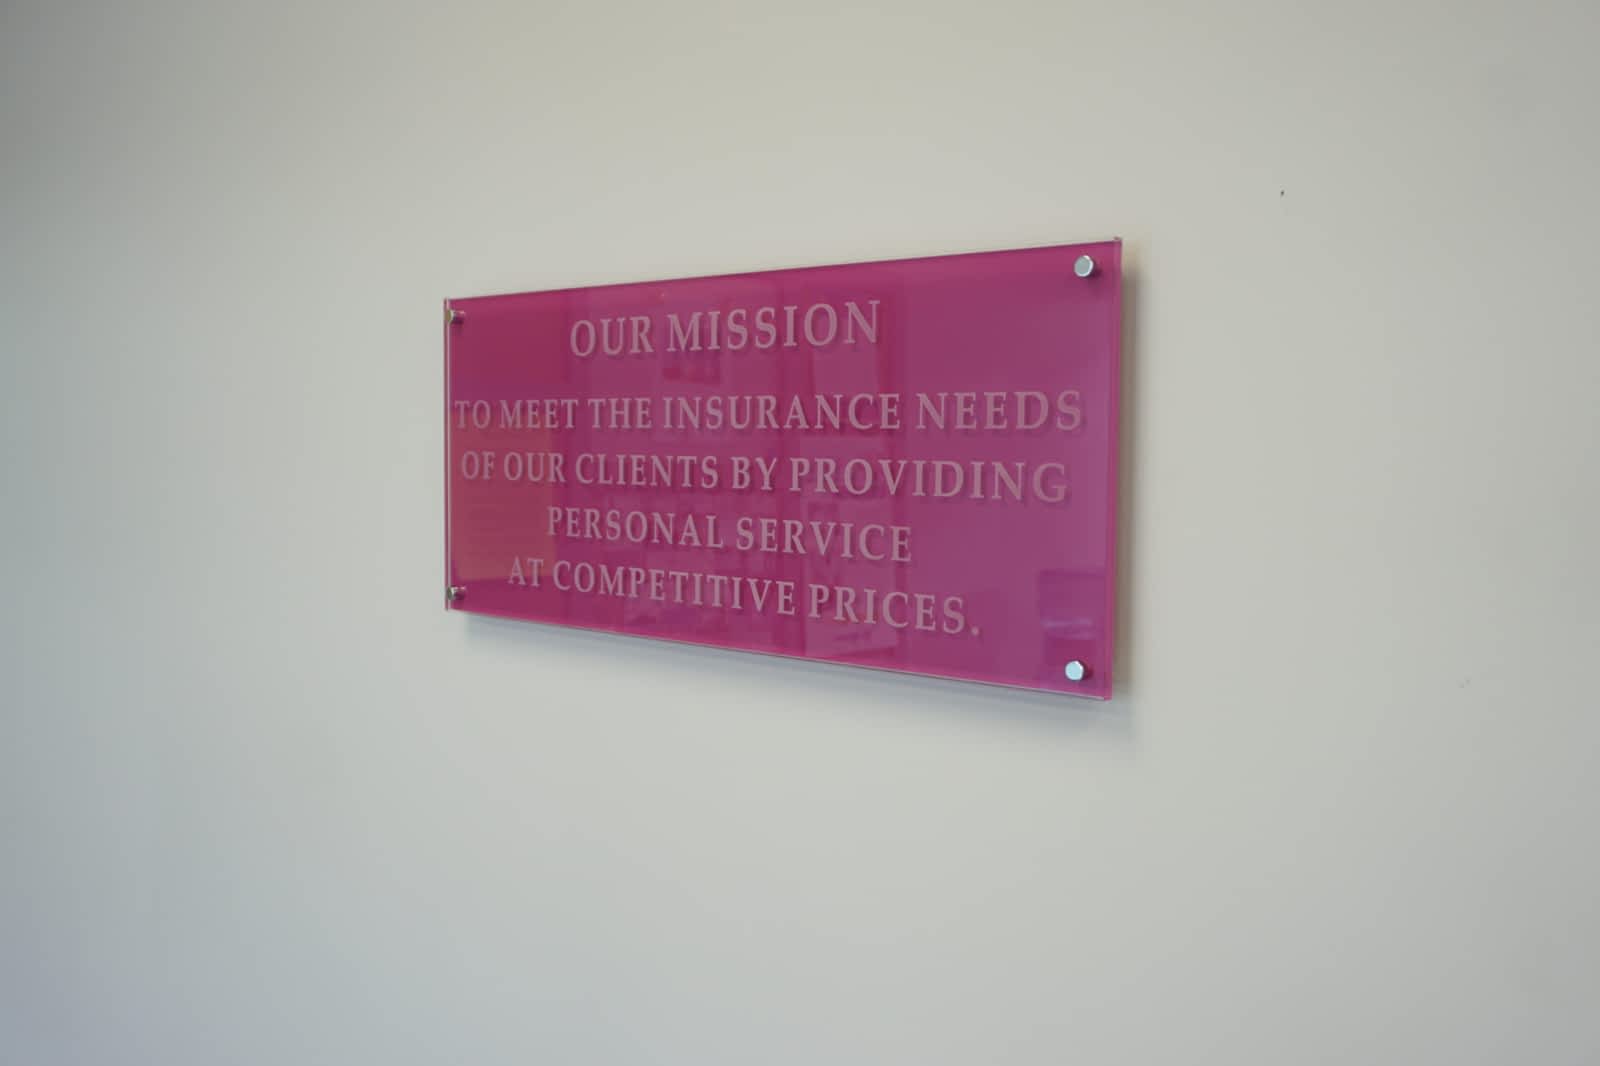 OUR MISSION
TO MEET THE INSURANCE NEEDS
OF OUR CLIENTS BY PROVIDING
PERSONAL SERVICE
AT COMPETITIVE PRICES.